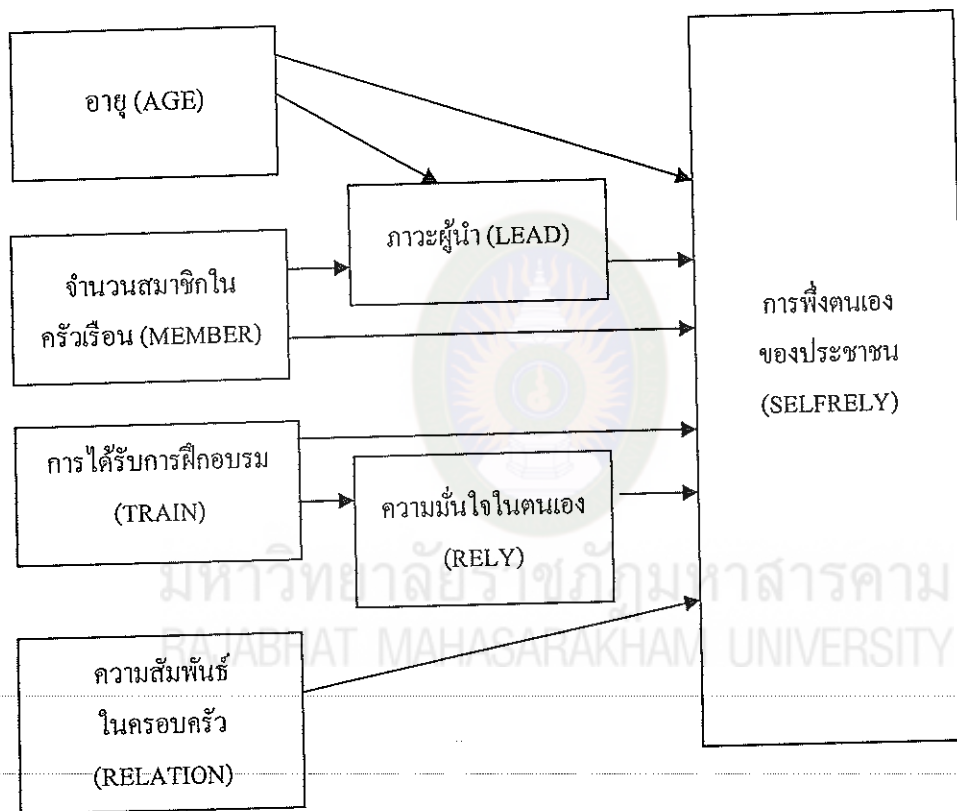 อายุ (AGE)
ภาวะผู้นำ (LEAD)
จำนวนสมาชิกใน
ครัวเรือน (MEMBER)
การพึ่งตนเอง
ของประชาชน
(SELFRELY)
การได้รับการฝึกอบรม
(TRAIN)
ความมั่นใจในตนเอง
(RELY)
มหาวิทยาลัยราชภัฏมหาสารคาม
RAJABHAT MAHASARAKHAM UNIVERSITY
ความสัมพันธ์
ในครอบครัว
(RELATION)